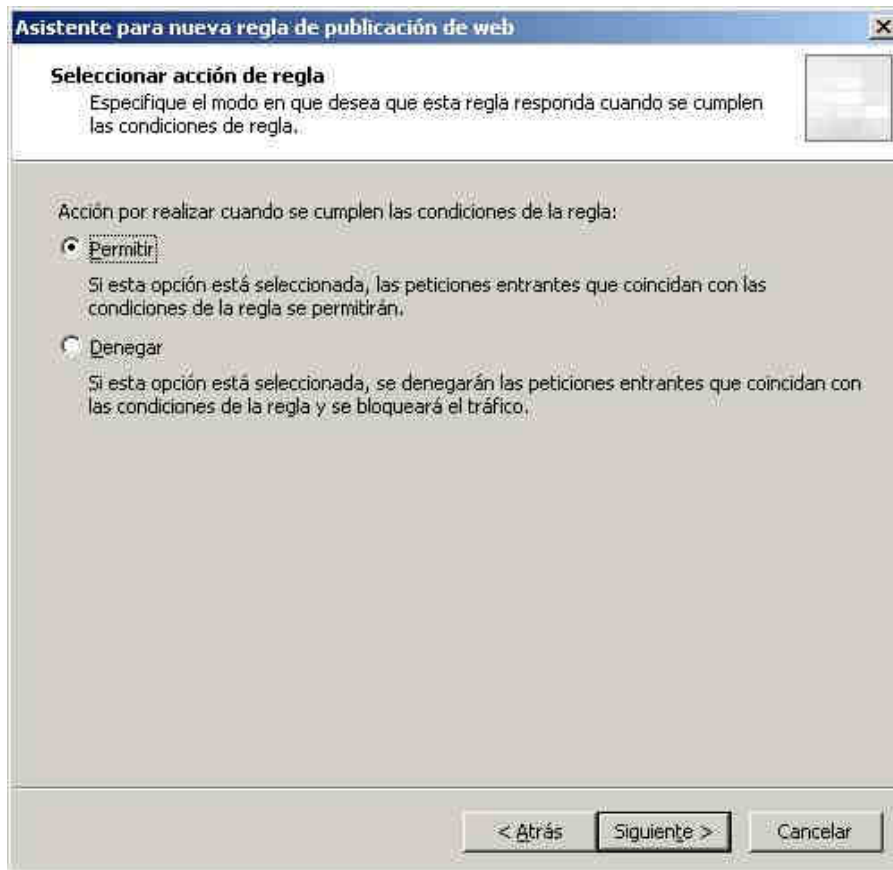 Asistente para nueva regla de publicación de web
Seleccionar acción de regla
Especifique el modo en que desea que esta regla responda cuando se cumplen
las condiciones de regla.
Acción por realizar cuando se cumplen las condiciones de la regla:
Permitir
Si esta opción está seleccionada, las peticiones entrantes que coincidan con las
condiciones de la regla se permitirán.
Denegar
Si esta opción está seleccionada, se denegarán las peticiones entrantes que coincidan con
las condiciones de la regla y se bloqueará el tráfico.
< Atrás
Siguiente >
Cancelar